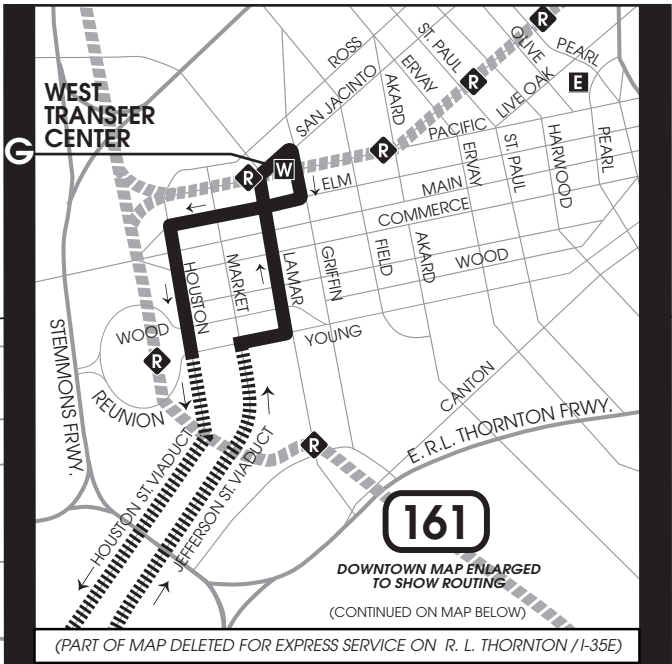 R
PEARL
OLIVE
ST. PAUL
ROSS
ERVAY
R
E
WEST
TRANSFER
CENTER
SAN JACINTO
AKARD
LIVE OAK
G
PACIFIC
R
R
W
ELM
MAIN
COMMERCE
ERVAY
ST. PAUL
HARWOOD
PEARL
HOUSTON
MARKET
LAMAR
GRIFFIN
FIELD
AKARD
WOOD
WOOD
YOUNG
R
STEMMONS FRWY.
REUNION
CANTON
E. R.L. THORNTON FRWY.
R
HOUSTON ST. VIADUCT
JEFFERSON ST. VIADUCT
161
DOWNTOWN MAP ENLARGED
TO SHOW ROUTING
(CONTINUED ON MAP BELOW)
(PART OF MAP DELETED FOR EXPRESS SERVICE ON R. L. THORNTON / I-35E)